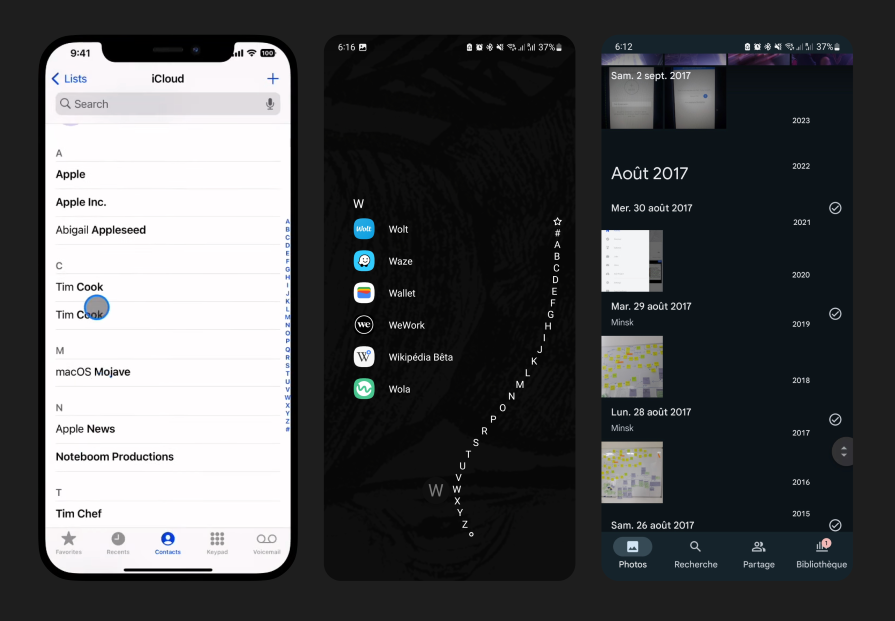 9:41
100
Lists
iCloud
+
Search
A
Apple
Apple Inc.
Abigail Appleseed
C
Tim Cook
Tim Cook
M
macOS Mojave
N
Apple News
Noteboom Productions
T
Tim Chef
A
B
C
D
E
F
G
H
I
J
K
L
M
N
O
P
Q
R
S
T
U
V
W
X
Y
Z
#
Favorites
Recents
Contacts
Keypad
Voicemail
6:16
37%
W
Wolt
Wolt
Waze
Wallet
we
WeWork
W
Wikipédia Bêta
Wola
#
A
B
C
D
E
F
G
H
I
J
K
L
M
N
O
P
R
S
T
U
V
W
W
X
Y
Z
6:12
37%
Sam. 2 sept. 2017
2023
Août 2017
2022
Mer. 30 août 2017
2021
2020
Mar. 29 août 2017
Minsk
2019
2018
Lun. 28 août 2017
Minsk
2017
2016
2015
Sam. 26 août 2017
1
Photos
Recherche
Partage
Bibliothèque